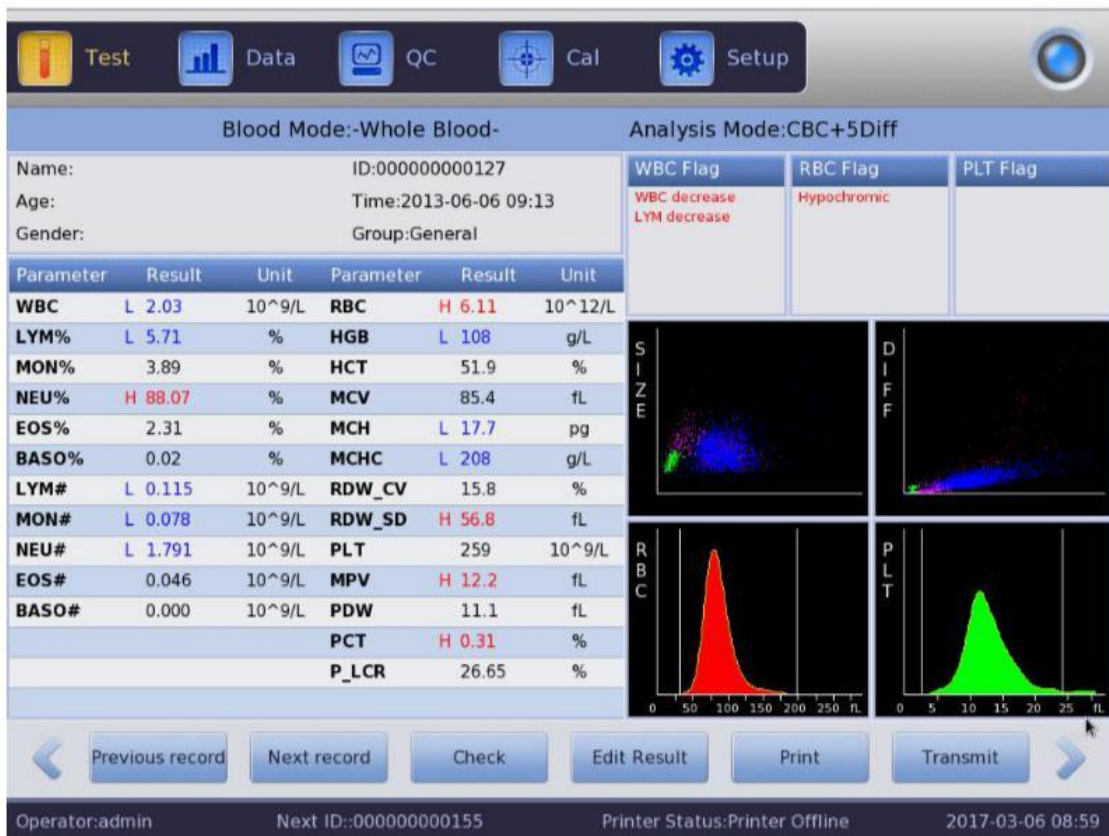 Test Data QC Cal Setup
Blood Mode:-Whole Blood- Analysis Mode:CBC+5Diff
Name: ID:000000000127
Age: Time:2013-06-06 09:13
Gender: Group:General
WBC Flag RBC Flag PLT Flag
WBC decrease Hypochromic
LYM decrease
Parameter Result Unit Parameter Result Unit
WBC L 2.03 10^9/L RBC H 6.11 10^12/L
LYM% L 5.71 % HGB L 108 g/L
MON% 3.89 % HCT 51.9 %
NEU% H 88.07 % MCV 85.4 fL
EOS% 2.31 % MCH L 17.7 pg
BASO% 0.02 % MCHC L 208 g/L
LYM# L 0.115 10^9/L RDW_CV 15.8 %
MON# L 0.078 10^9/L RDW_SD H 56.8 fL
NEU# L 1.791 10^9/L PLT 259 10^9/L
EOS# 0.046 10^9/L MPV H 12.2 fL
BASO# 0.000 10^9/L PDW 11.1 fL
PCT H 0.31 %
P_LCR 26.65 %
SIZE DIFF
RBC PLT
0 50 100 150 200 250 fL 0 5 10 15 20 25 fL
Previous record Next record Check Edit Result Print Transmit
Operator:admin Next ID::000000000155 Printer Status:Printer Offline 2017-03-06 08:59